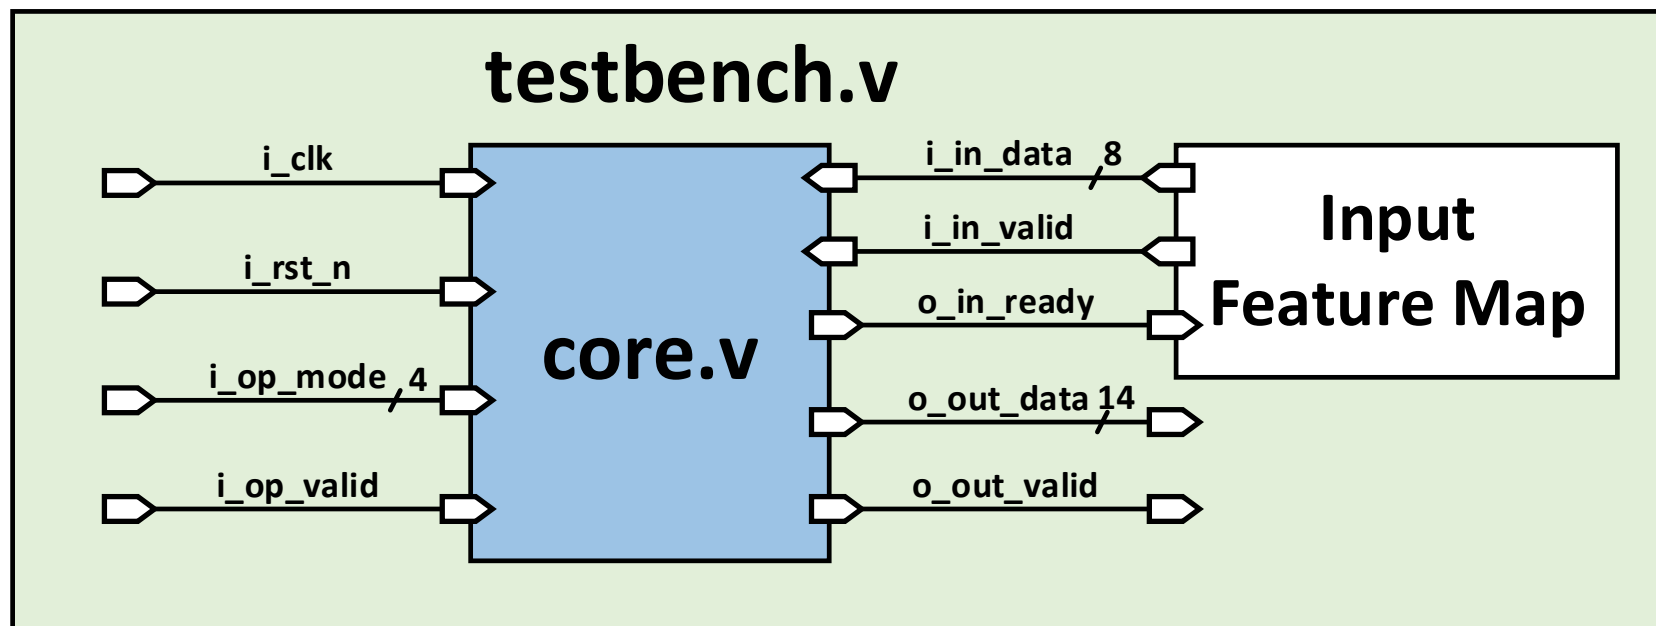 testbench.v
i_clk
i_rst_n
i_op_mode 4
i_op_valid
core.v
i_in_data 8
i_in_valid
o_in_ready
o_out_data 14
o_out_valid
Input
Feature Map